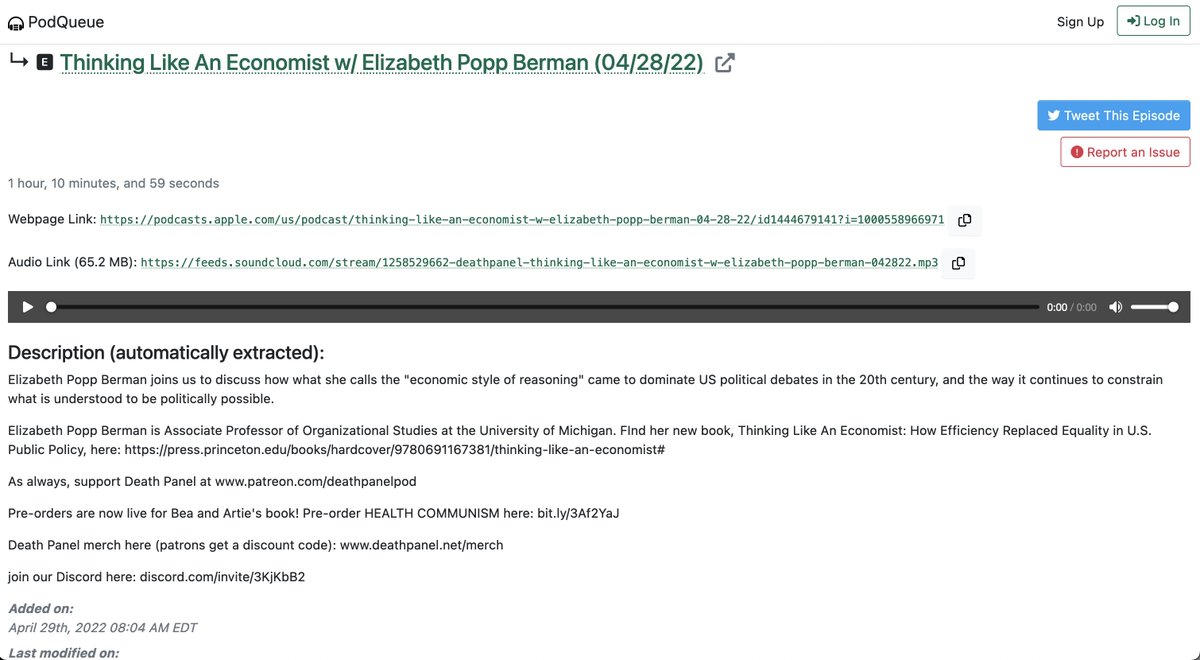 PodQueue
Sign Up
Log In
E Thinking Like An Economist w/ Elizabeth Popp Berman (04/28/22)
Tweet This Episode
Report an Issue
1 hour, 10 minutes, and 59 seconds
Webpage Link: https://podcasts.apple.com/us/podcast/thinking-like-an-economist-w-elizabeth-popp-berman-04-28-22/id1444679141?i=1000558966971
Audio Link (65.2 MB): https://feeds.soundcloud.com/stream/1258529662-deathpanel-thinking-like-an-economist-w-elizabeth-popp-berman-042822.mp3
0:00 / 0:00
Description (automatically extracted):
Elizabeth Popp Berman joins us to discuss how what she calls the "economic style of reasoning" came to dominate US political debates in the 20th century, and the way it continues to constrain
what is understood to be politically possible.
Elizabeth Popp Berman is Associate Professor of Organizational Studies at the University of Michigan. FInd her new book, Thinking Like An Economist: How Efficiency Replaced Equality in U.S.
Public Policy, here: https://press.princeton.edu/books/hardcover/9780691167381/thinking-like-an-economist#
As always, support Death Panel at www.patreon.com/deathpanelpod
Pre-orders are now live for Bea and Artie's book! Pre-order HEALTH COMMUNISM here: bit.ly/3Af2YaJ
Death Panel merch here (patrons get a discount code): www.deathpanel.net/merch
join our Discord here: discord.com/invite/3KjKbB2
Added on:
April 29th, 2022 08:04 AM EDT
Last modified on: